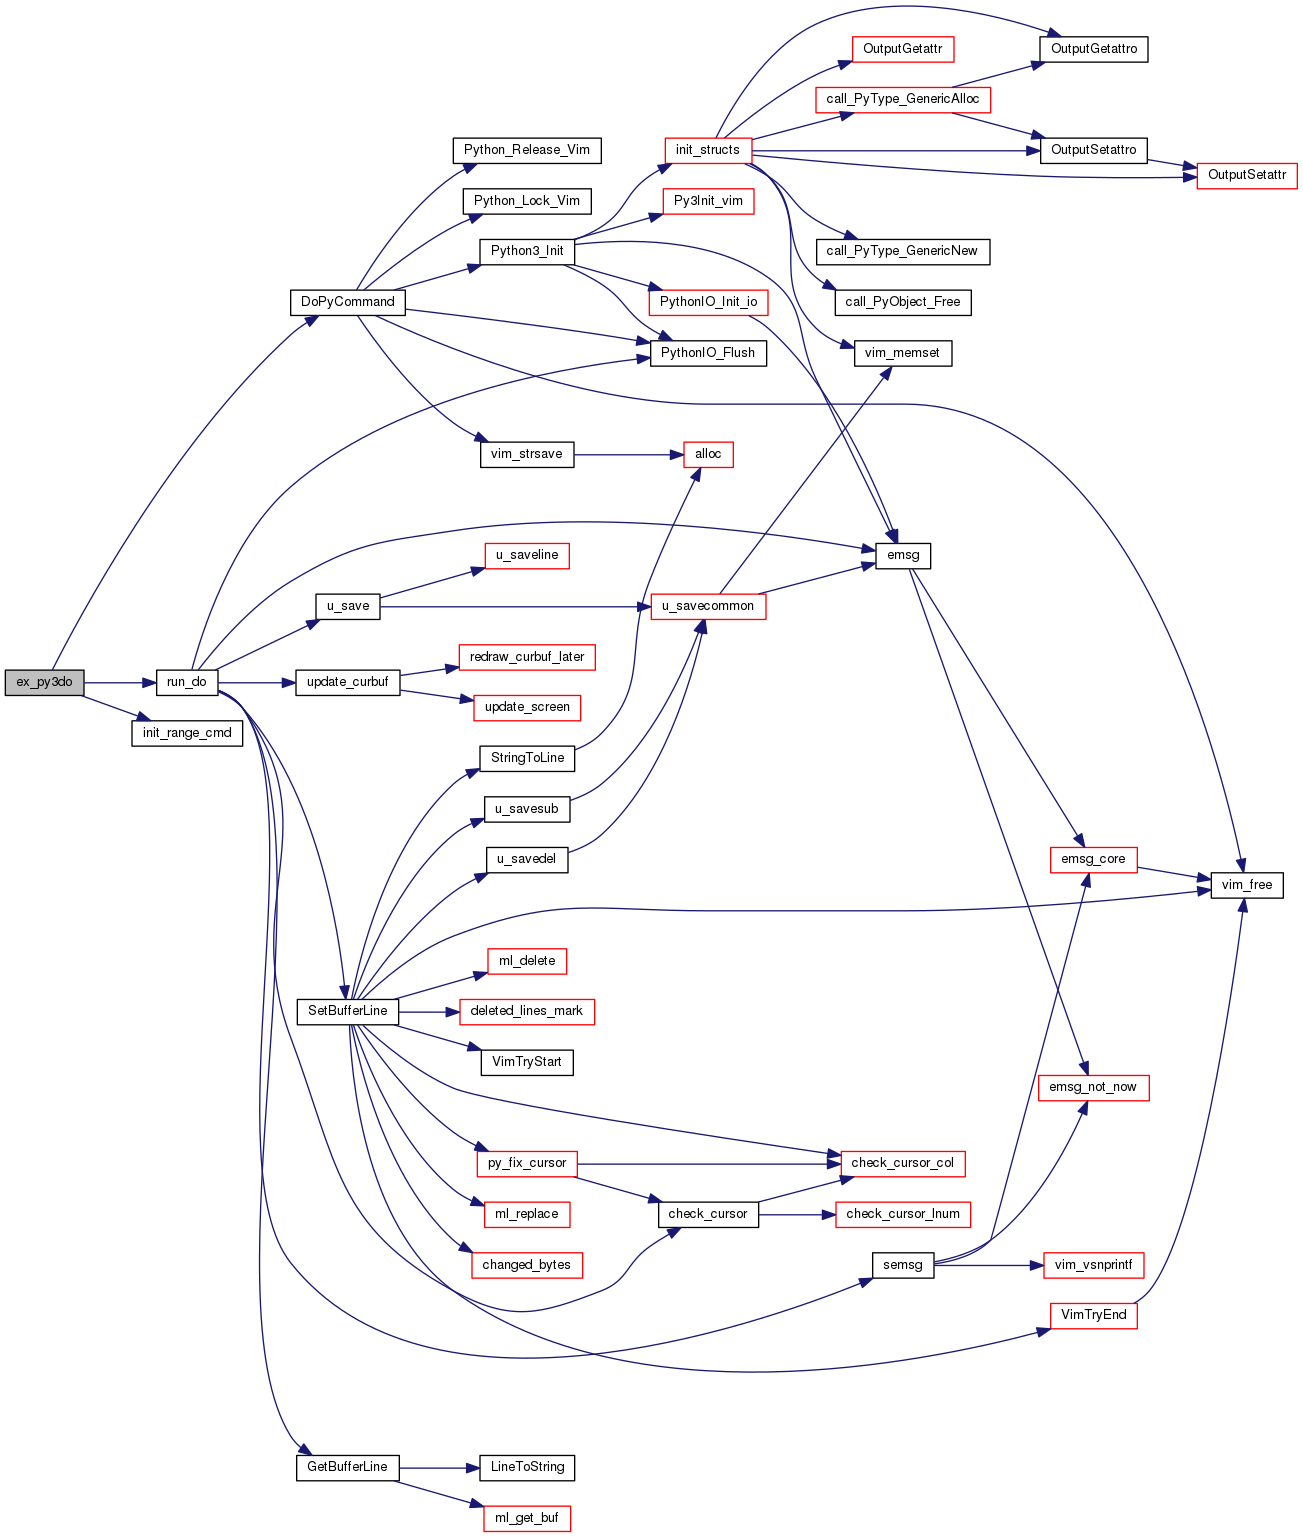 OutputGetattr
OutputGetattro
call_PyType_GenericAlloc
Python_Release_Vim
init_structs
OutputSetattro
OutputSetattr
Python_Lock_Vim
Py3Init_vim
Python3_Init
call_PyType_GenericNew
DoPyCommand
PythonIO_Init_io
call_PyObject_Free
PythonIO_Flush
vim_memset
vim_strsave
alloc
u_saveline
emsg
u_save
u_savecommon
redraw_curbuf_later
ex_py3do
run_do
update_curbuf
update_screen
init_range_cmd
StringToLine
u_savesub
u_savedel
emsg_core
vim_free
ml_delete
SetBufferLine
deleted_lines_mark
VimTryStart
emsg_not_now
py_fix_cursor
check_cursor_col
ml_replace
check_cursor
check_cursor_lnum
changed_bytes
semsg
vim_vsnprintf
VimTryEnd
GetBufferLine
LineToString
ml_get_buf